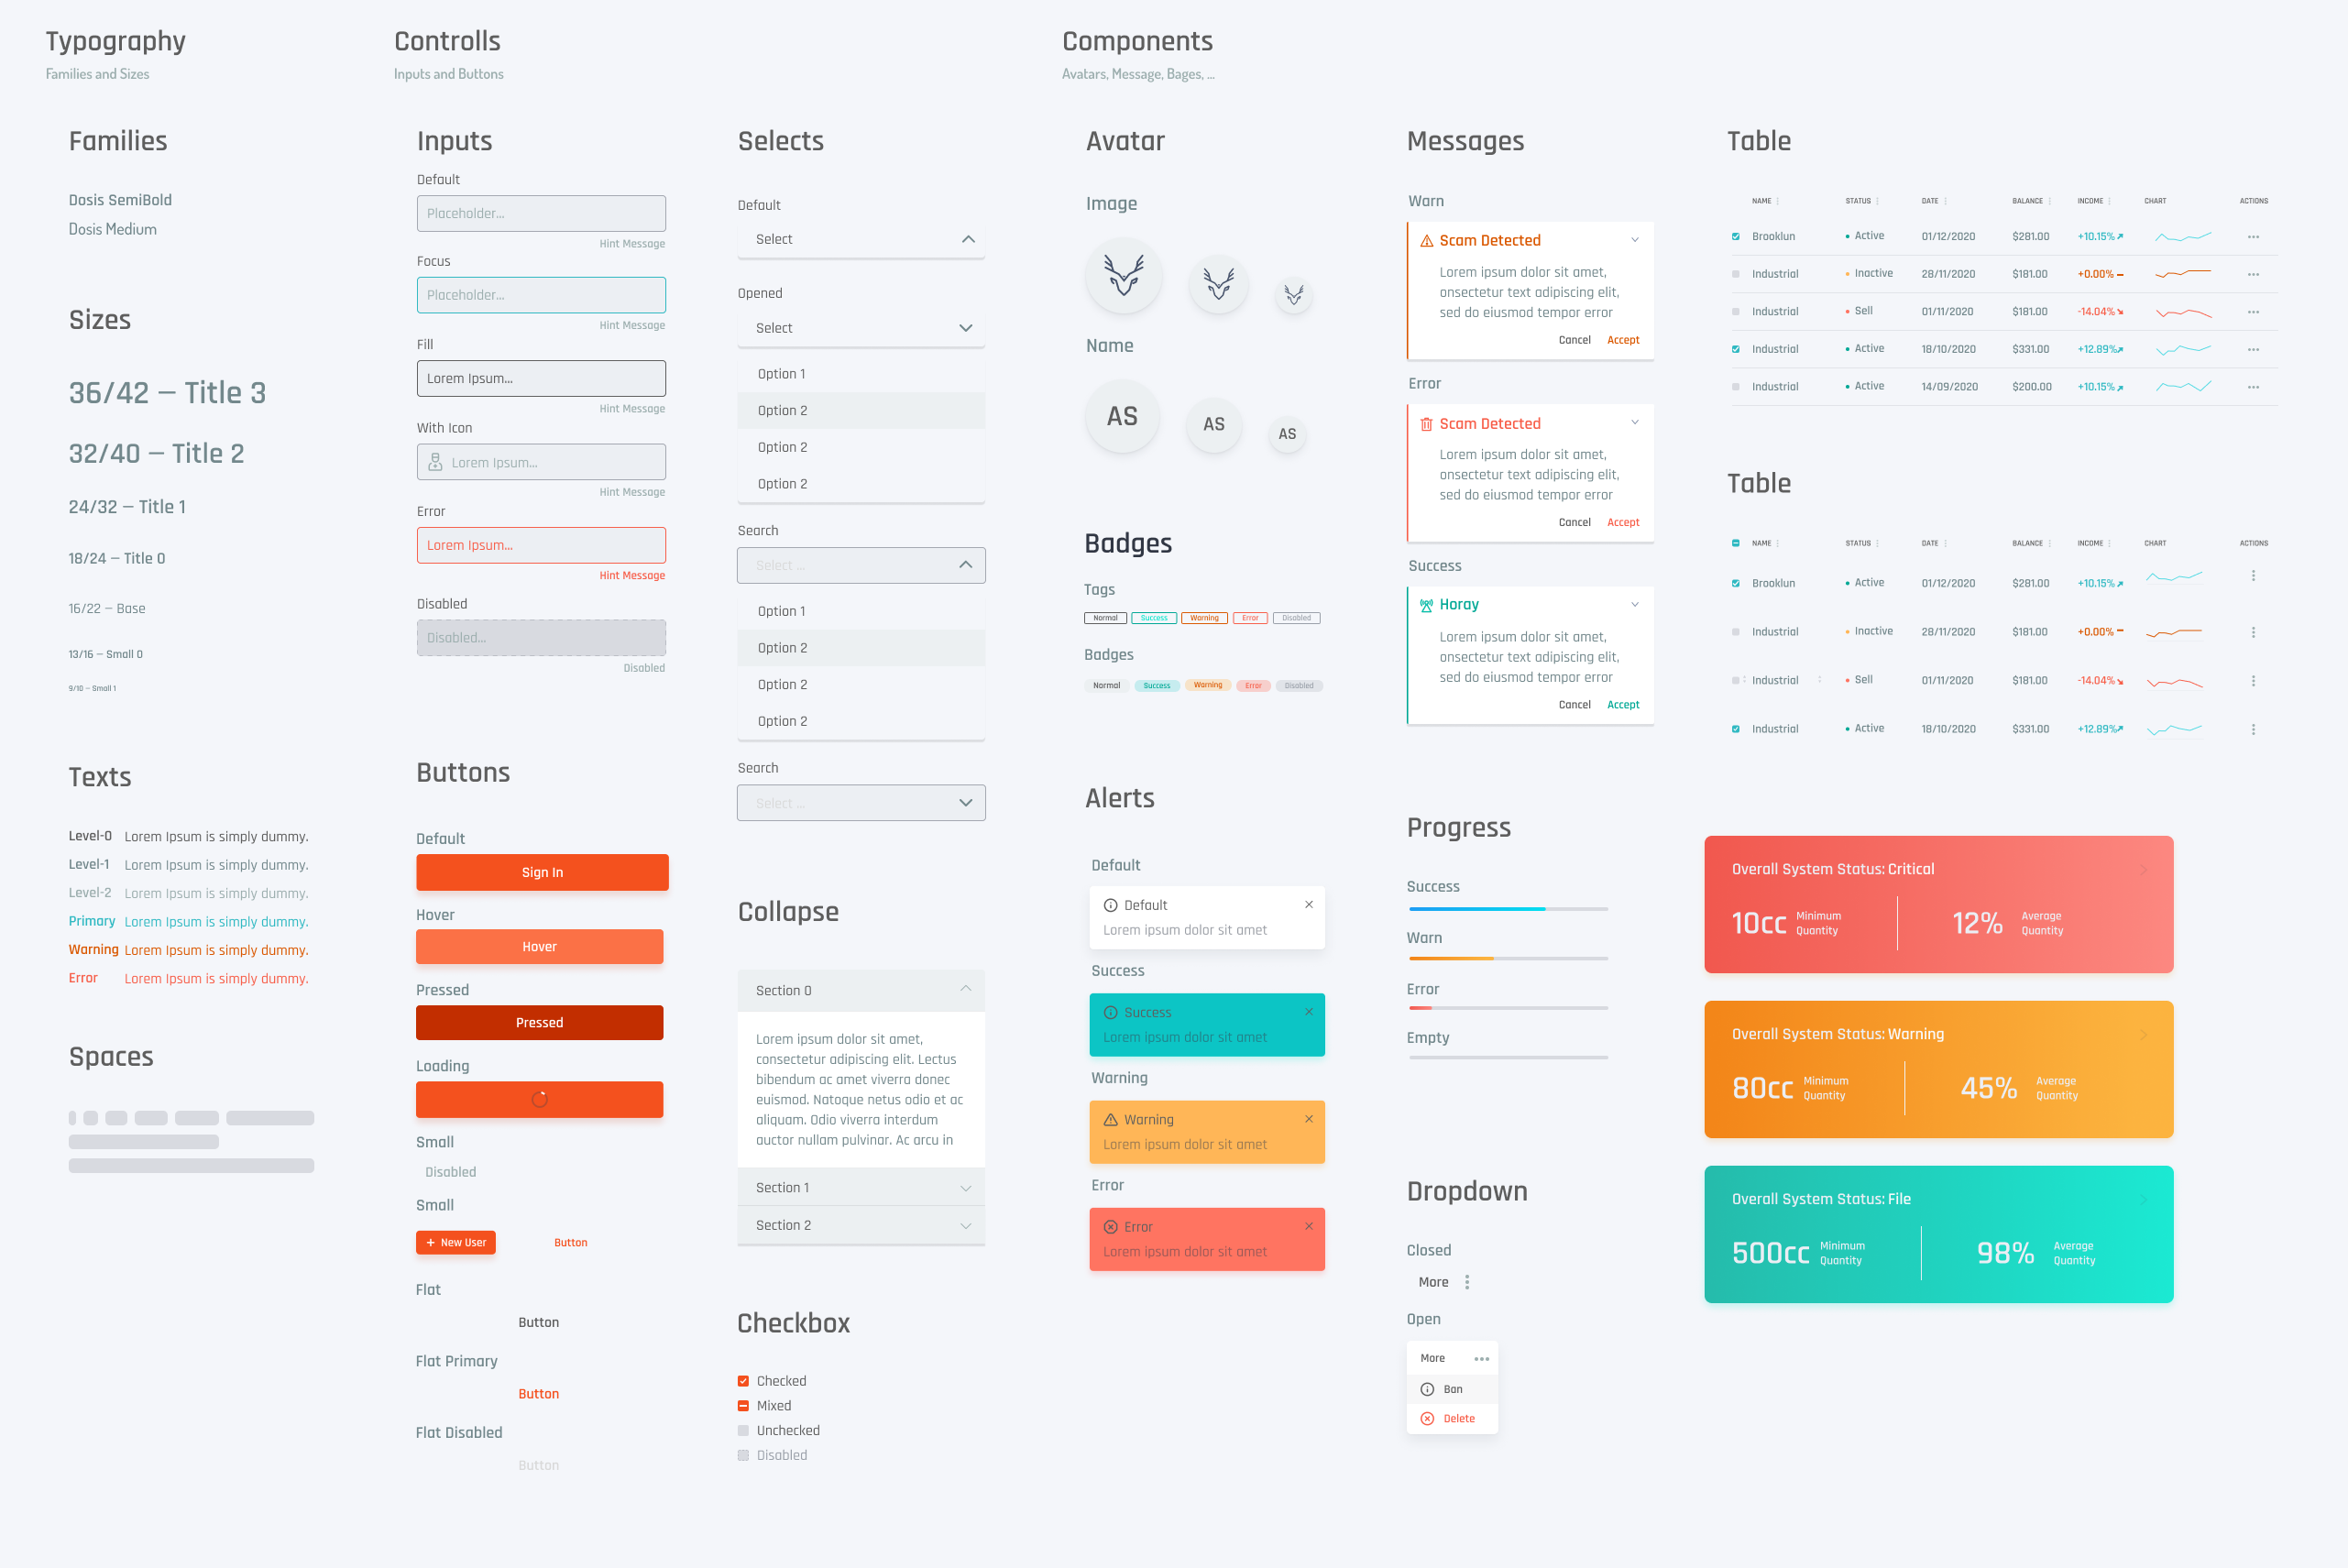 Typography
Families and Sizes
Families
Dosis SemiBold
Dosis Medium
Sizes
36/42 – Title 3
32/40 – Title 2
24/32 – Title 1
18/24 – Title 0
16/22 – Base
13/16 – Small 0
9/10 – Small 1
Texts
Level-0 Lorem Ipsum is simply dummy.
Level-1 Lorem Ipsum is simply dummy.
Level-2 Lorem Ipsum is simply dummy.
Primary Lorem Ipsum is simply dummy.
Warning Lorem Ipsum is simply dummy.
Error Lorem Ipsum is simply dummy.
Spaces
Controlls
Inputs and Buttons
Inputs
Default
Placeholder...
Hint Message
Focus
Placeholder...
Hint Message
Fill
Lorem Ipsum...
Hint Message
With Icon
Lorem Ipsum...
Hint Message
Error
Lorem Ipsum...
Hint Message
Disabled
Disabled...
Disabled
Buttons
Default
Sign In
Hover
Hover
Pressed
Pressed
Loading
Small
Disabled
Small
+ New User
Button
Flat
Button
Flat Primary
Button
Flat Disabled
Button
Selects
Default
Select
Opened
Select
Option 1
Option 2
Option 2
Option 2
Search
Select ...
Option 1
Option 2
Option 2
Option 2
Search
Select ...
Collapse
Section 0
Lorem ipsum dolor sit amet,
consectetur adipiscing elit. Lectus
bibendum ac amet viverra donec
euismod. Natoque netus odio et ac
aliquam. Odio viverra interdum
auctor nullam pulvinar. Ac arcu in
Section 1
Section 2
Checkbox
Checked
Mixed
Unchecked
Disabled
Components
Avatars, Message, Bages, ...
Avatar
Image
Name
AS AS AS
Badges
Tags
Normal Success Warning Error Disabled
Badges
Normal Success Warning Error Disabled
Alerts
Default
Default
Lorem ipsum dolor sit amet
Success
Success
Lorem ipsum dolor sit amet
Warning
Warning
Lorem ipsum dolor sit amet
Error
Error
Lorem ipsum dolor sit amet
Messages
Warn
Scam Detected
Lorem ipsum dolor sit amet,
onsectetur text adipiscing elit,
sed do eiusmod tempor error
Cancel Accept
Error
Scam Detected
Lorem ipsum dolor sit amet,
onsectetur text adipiscing elit,
sed do eiusmod tempor error
Cancel Accept
Success
Horay
Lorem ipsum dolor sit amet,
onsectetur text adipiscing elit,
sed do eiusmod tempor error
Cancel Accept
Progress
Success
Warn
Error
Empty
Dropdown
Closed
More
Open
More
Ban
Delete
Table
NAME STATUS DATE BALANCE INCOME CHART ACTIONS
Brooklun Active 01/12/2020 $281.00 +10.15%
Industrial Inactive 28/11/2020 $181.00 +0.00%
Industrial Sell 01/11/2020 $181.00 -14.04%
Industrial Active 18/10/2020 $331.00 +12.89%
Industrial Active 14/09/2020 $200.00 +10.15%
Table
NAME STATUS DATE BALANCE INCOME CHART ACTIONS
Brooklun Active 01/12/2020 $281.00 +10.15%
Industrial Inactive 28/11/2020 $181.00 +0.00%
Industrial Sell 01/11/2020 $181.00 -14.04%
Industrial Active 18/10/2020 $331.00 +12.89%
Overall System Status: Critical
10cc Minimum Quantity 12% Average Quantity
Overall System Status: Warning
80cc Minimum Quantity 45% Average Quantity
Overall System Status: File
500cc Minimum Quantity 98% Average Quantity